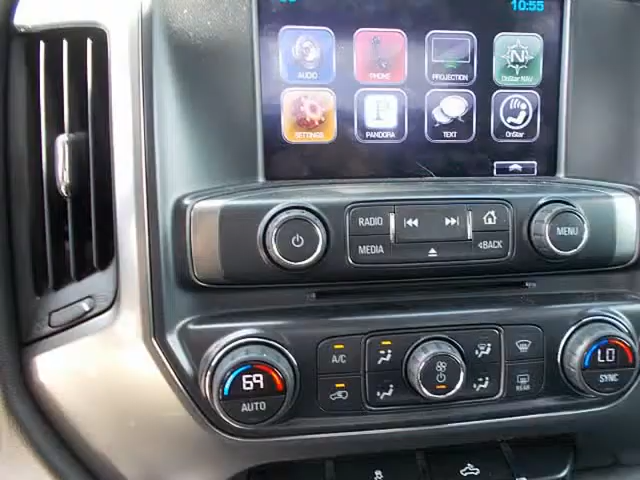 10:55
AUDIO
PHONE
PROJECTION
N
OnStar NAV
SETTINGS
P
PANDORA
TEXT
OnStar
RADIO
MEDIA
BACK
MENU
69
AUTO
A/C
REAR
LO
SYNC